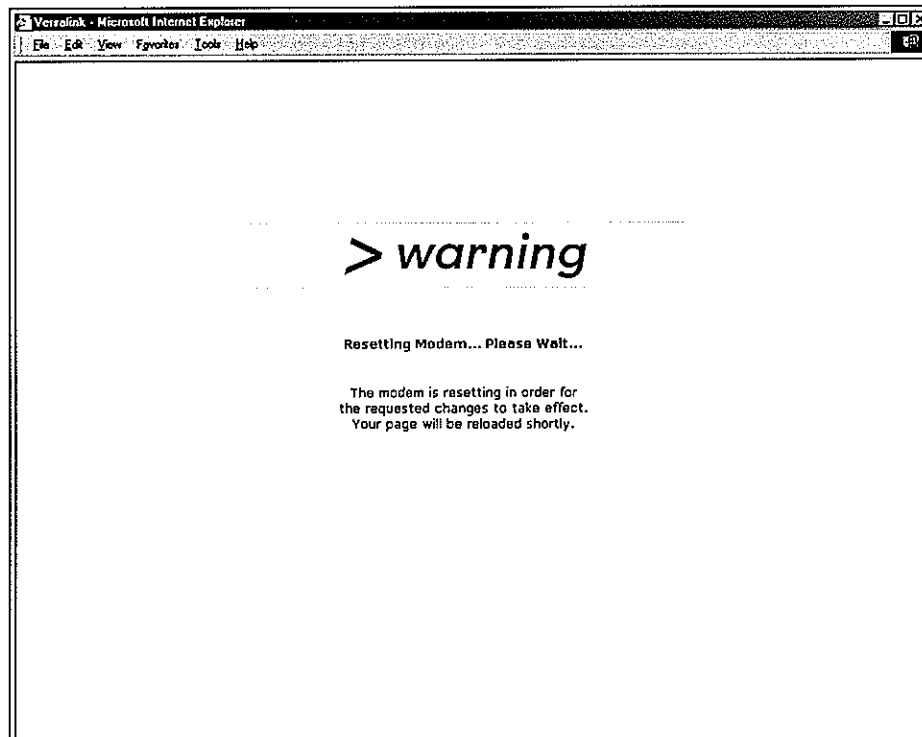 Versalink - Microsoft Internet Explorer
File Edit View Favorites Tools Help
> warning
Resetting Modem... Please Wait...
The modem is resetting in order for
the requested changes to take effect.
Your page will be reloaded shortly.